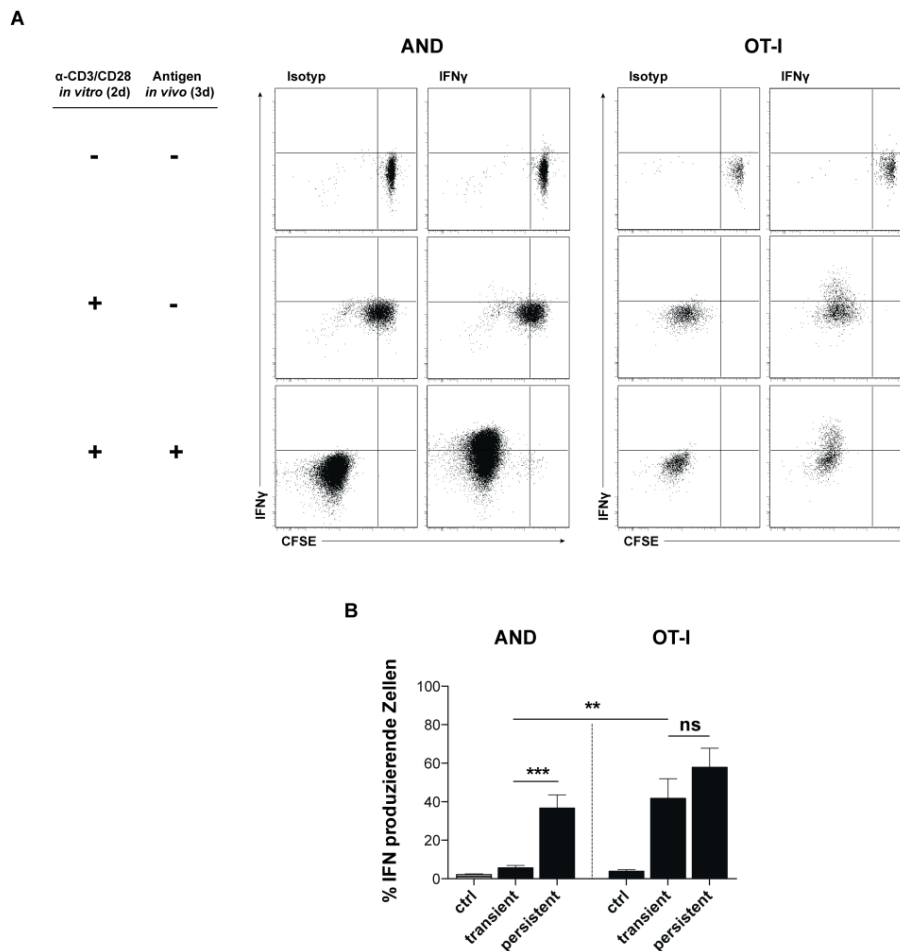 A
AND
OT-I
α-CD3/CD28
in vitro (2d)
Antigen
in vivo (3d)
Isotyp
IFNγ
Isotyp
IFNγ
- -
+ -
+ +
IFNγ
CFSE
IFNγ
CFSE
B
AND
OT-I
% IFN produzierende Zellen
100
80
60
40
20
0
**
***
ns
ctrl
transient
persistent
ctrl
transient
persistent